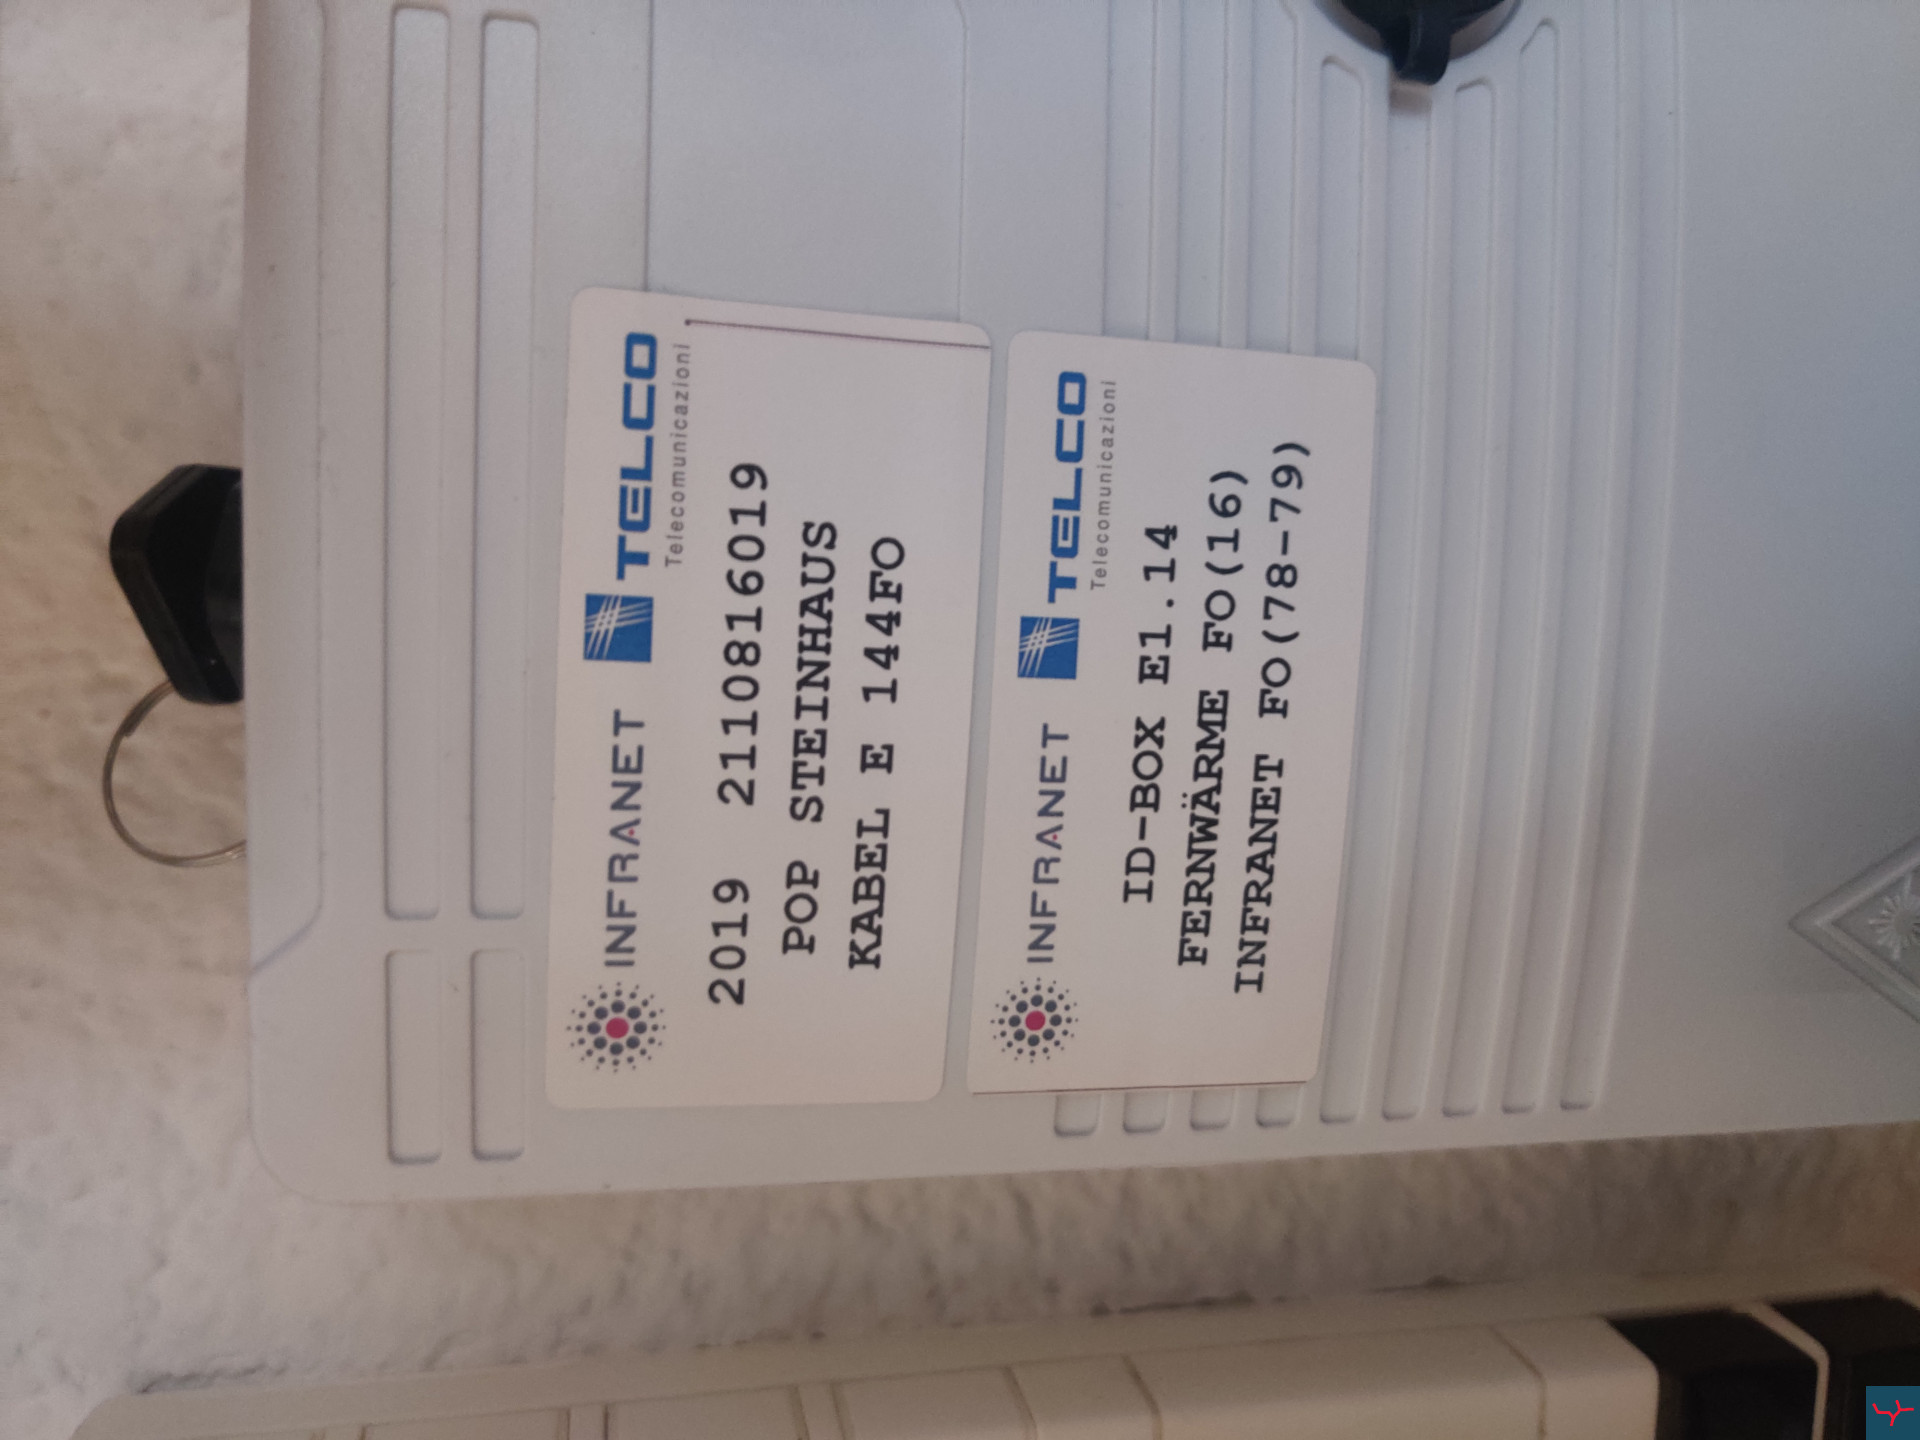 INFRANET TELCO
Telecomunicazioni
2019 2110816019
POP STEINHAUS
KABEL E 144FO
INFRANET TELCO
Telecomunicazioni
ID-BOX E1.14
FERNWÄRME FO(16)
INFRANET FO(78-79)